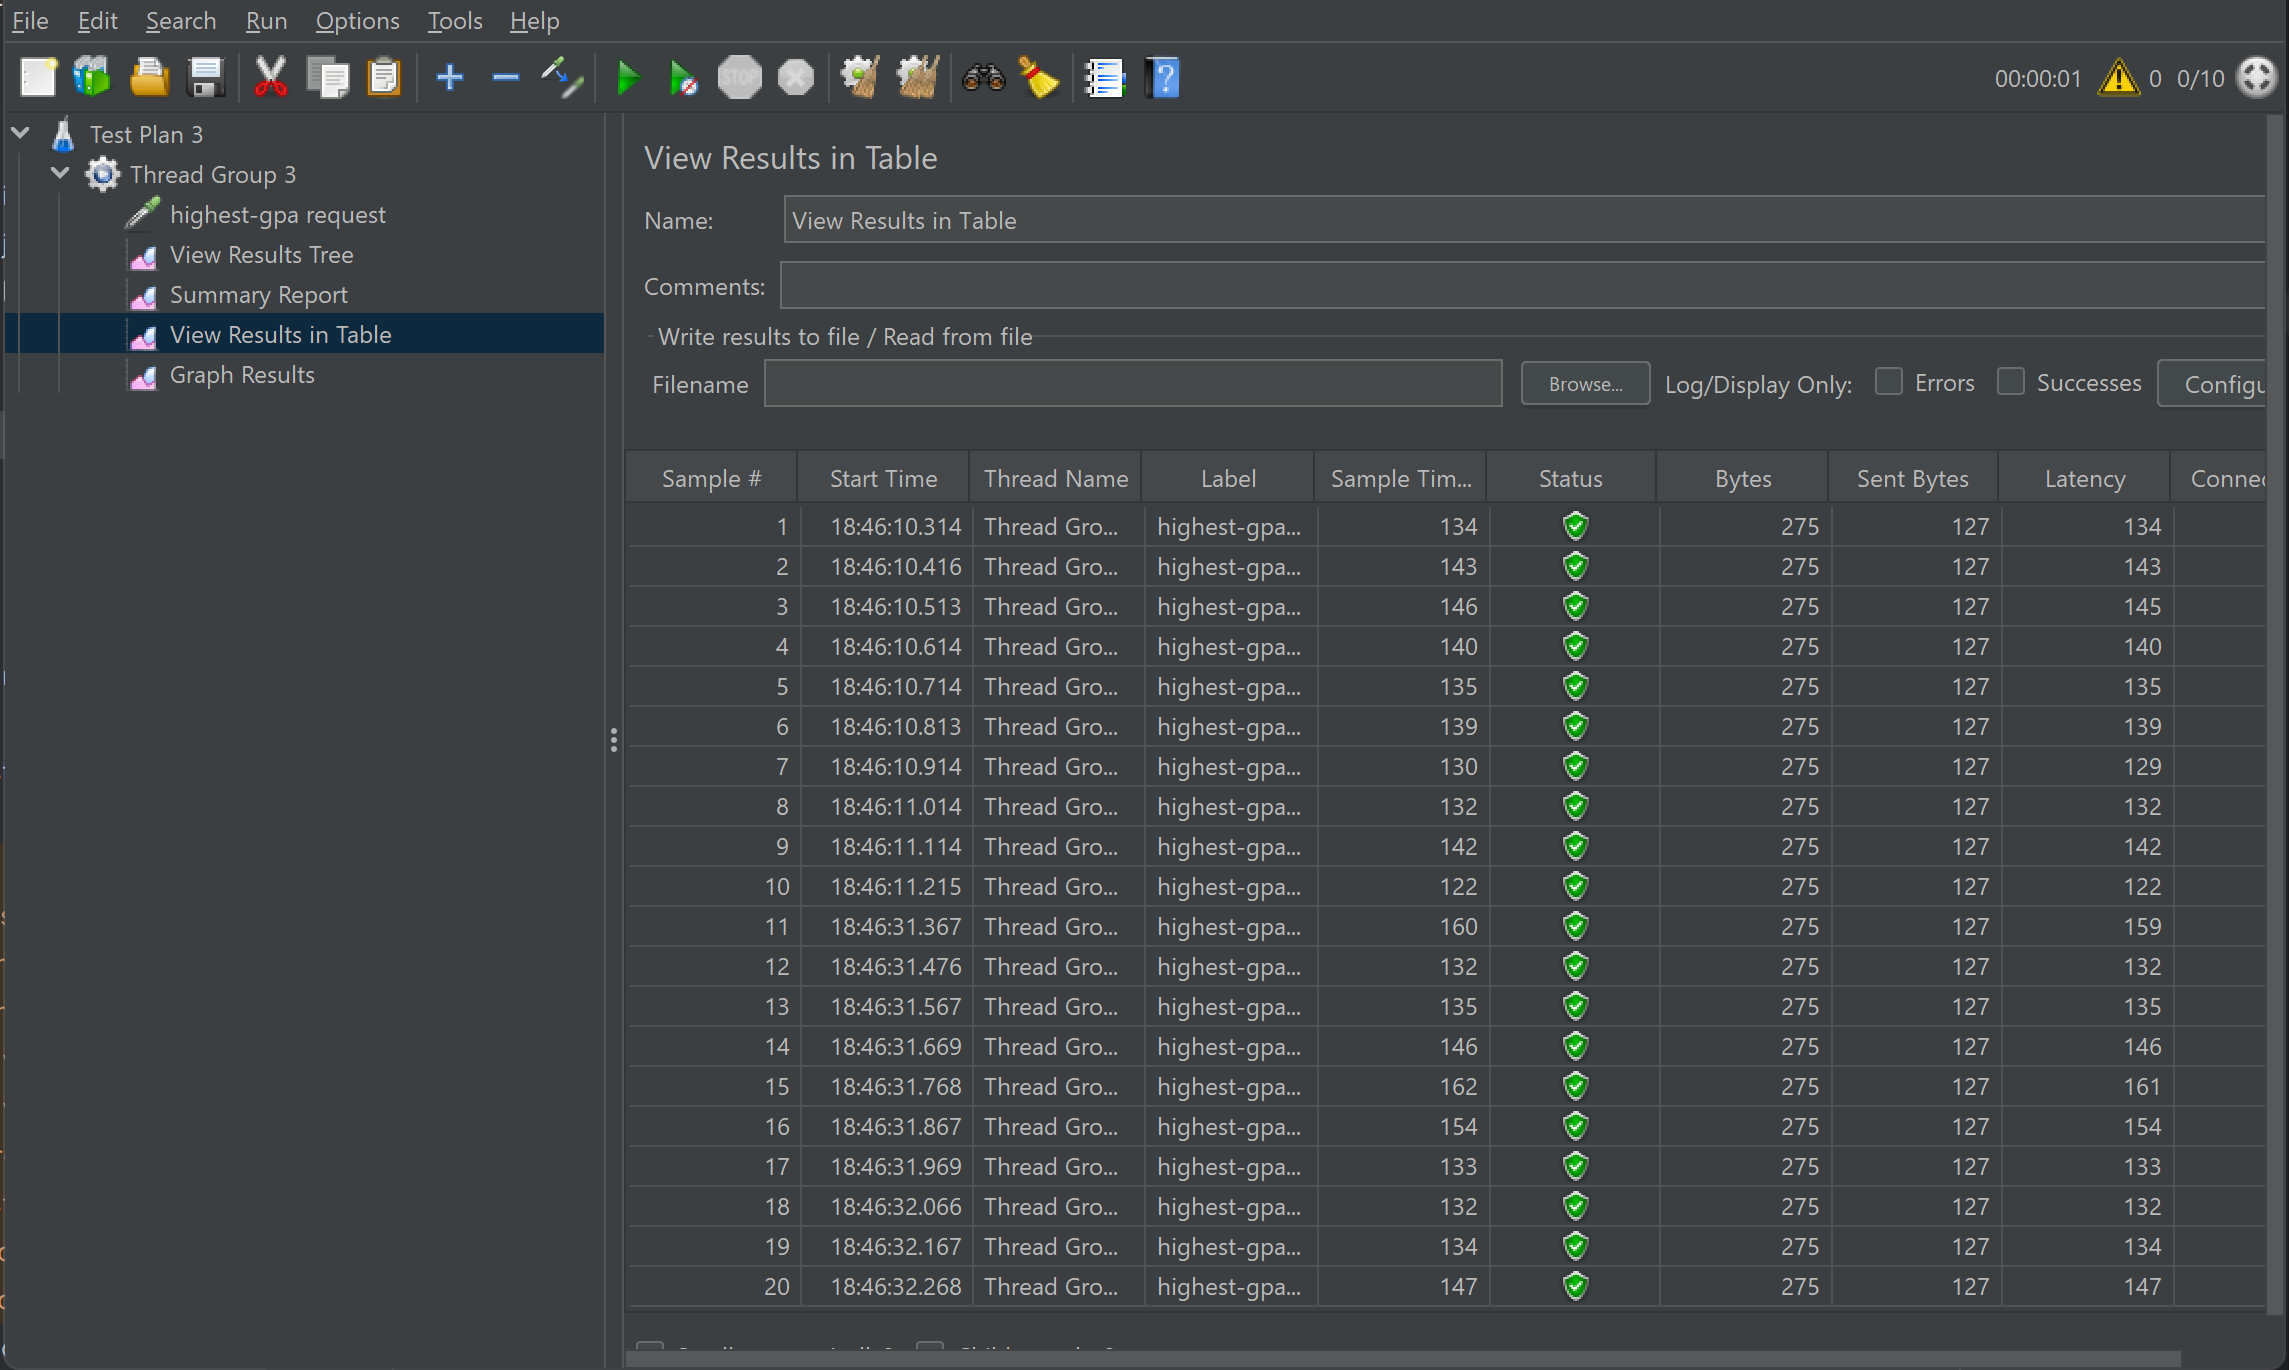 File Edit Search Run Options Tools Help
STOP
00:00:01 0 0/10
Test Plan 3
Thread Group 3
highest-gpa request
View Results Tree
Summary Report
View Results in Table
Graph Results
View Results in Table
Name: View Results in Table
Comments:
Write results to file / Read from file
Filename Browse... Log/Display Only: Errors Successes Configu
Sample # Start Time Thread Name Label Sample Tim... Status Bytes Sent Bytes Latency Connec
1 18:46:10.314 Thread Gro... highest-gpa... 134 275 127 134
2 18:46:10.416 Thread Gro... highest-gpa... 143 275 127 143
3 18:46:10.513 Thread Gro... highest-gpa... 146 275 127 145
4 18:46:10.614 Thread Gro... highest-gpa... 140 275 127 140
5 18:46:10.714 Thread Gro... highest-gpa... 135 275 127 135
6 18:46:10.813 Thread Gro... highest-gpa... 139 275 127 139
7 18:46:10.914 Thread Gro... highest-gpa... 130 275 127 129
8 18:46:11.014 Thread Gro... highest-gpa... 132 275 127 132
9 18:46:11.114 Thread Gro... highest-gpa... 142 275 127 142
10 18:46:11.215 Thread Gro... highest-gpa... 122 275 127 122
11 18:46:31.367 Thread Gro... highest-gpa... 160 275 127 159
12 18:46:31.476 Thread Gro... highest-gpa... 132 275 127 132
13 18:46:31.567 Thread Gro... highest-gpa... 135 275 127 135
14 18:46:31.669 Thread Gro... highest-gpa... 146 275 127 146
15 18:46:31.768 Thread Gro... highest-gpa... 162 275 127 161
16 18:46:31.867 Thread Gro... highest-gpa... 154 275 127 154
17 18:46:31.969 Thread Gro... highest-gpa... 133 275 127 133
18 18:46:32.066 Thread Gro... highest-gpa... 132 275 127 132
19 18:46:32.167 Thread Gro... highest-gpa... 134 275 127 134
20 18:46:32.268 Thread Gro... highest-gpa... 147 275 127 147